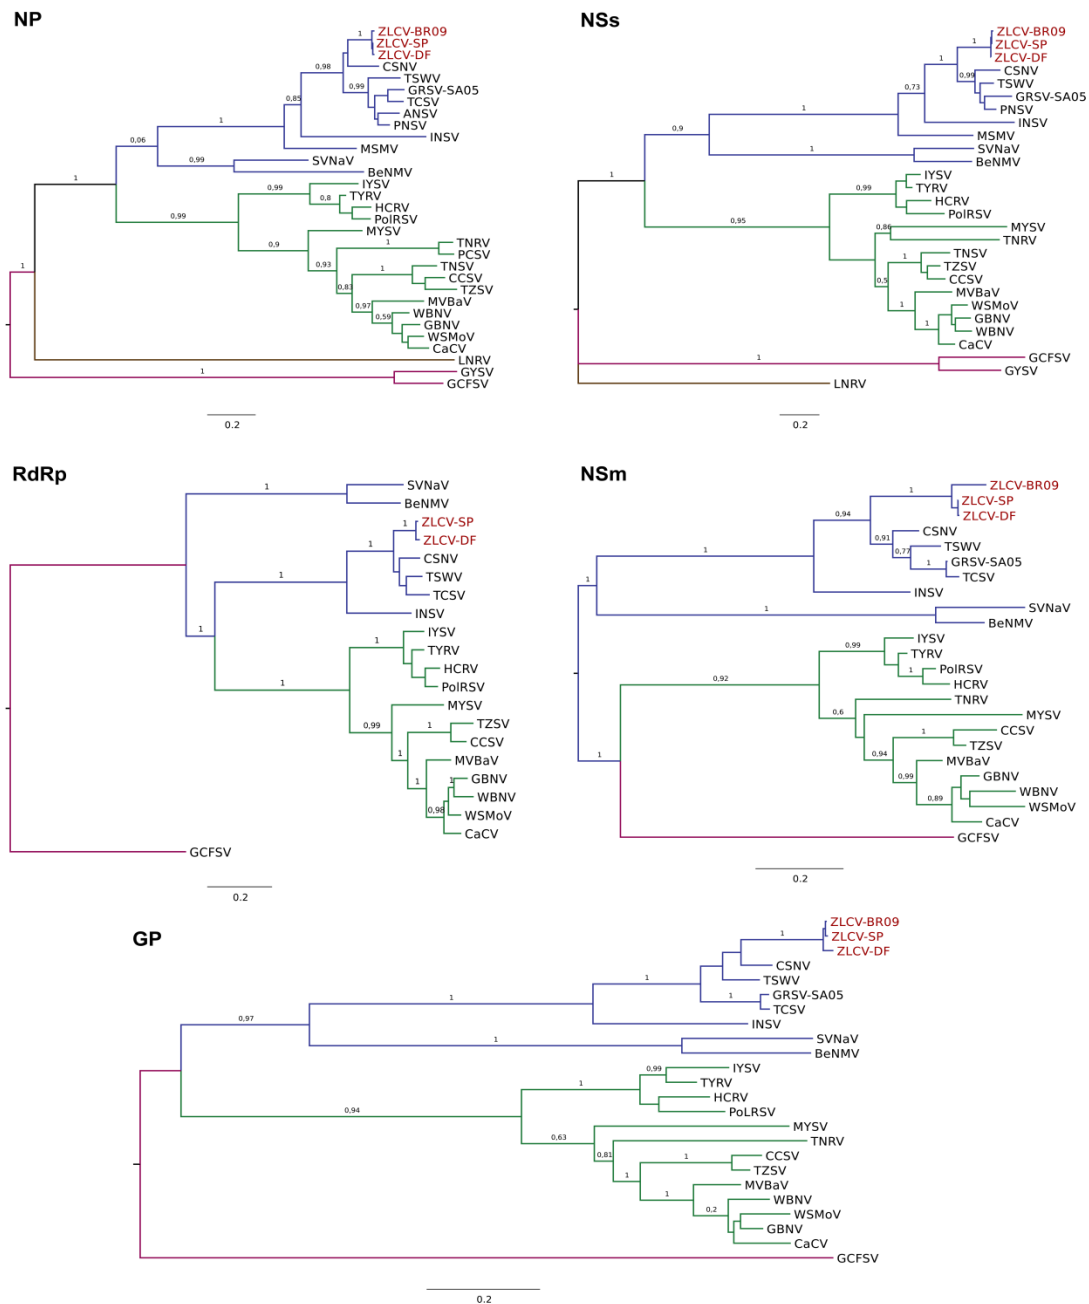 NP
ZLCV-BR09
1
ZLCV-SP
ZLCV-DF
0,98
CSNV
TSWV
0,99
GRSV-SA05
0,85
TCSV
ANSV
1
PNSV
INSV
0,06
MSMV
SVNaV
0,99
BeNMV
1
0,99
IYSV
TYRV
0,8
HCRV
0,99
PolRSV
MYSV
0,9
1
TNRV
PCSV
0,93
TNSV
1
1
CCSV
0,83
TZSV
MVBaV
0,97
WBNV
0,59
GBNV
WSMoV
CaCV
LNRV
1
GYSV
GCFSV
0.2
NSs
ZLCV-BR09
1
ZLCV-SP
ZLCV-DF
1
CSNV
0,99
TSWV
0,73
GRSV-SA05
PNSV
1
INSV
0,9
MSMV
1
SVNaV
BeNMV
1
IYSV
0,99
TYRV
HCRV
PolRSV
0,95
0,86
MYSV
TNRV
TNSV
1
TZSV
0,5
CCSV
MVBaV
1
WSMoV
GBNV
1
WBNV
CaCV
1
GCFSV
GYSV
LNRV
0.2
RdRp
1
SVNaV
BeNMV
1
ZLCV-SP
ZLCV-DF
1
CSNV
1
TSWV
TCSV
INSV
1
1
IYSV
TYRV
HCRV
1
PolRSV
MYSV
0,99
1
TZSV
CCSV
1
MVBaV
1
1
GBNV
WBNV
0,98
WSMoV
CaCV
GCFSV
0.2
NSm
1
ZLCV-BR09
ZLCV-SP
0,94
ZLCV-DF
CSNV
0,91
0,77
TSWV
1
1
GRSV-SA05
TCSV
1
INSV
1
SVNaV
BeNMV
IYSV
0,99
TYRV
1
PolRSV
0,92
HCRV
TNRV
0,6
MYSV
1
CCSV
0,94
TZSV
1
MVBaV
0,99
GBNV
WBNV
0,89
WSMoV
CaCV
GCFSV
0.2
GP
ZLCV-BR09
1
ZLCV-SP
ZLCV-DF
CSNV
1
TSWV
1
GRSV-SA05
1
TCSV
0,97
INSV
1
SVNaV
BeNMV
0,99
IYSV
TYRV
1
HCRV
PoLRSV
0,94
MYSV
0,63
TNRV
0,81
1
CCSV
1
TZSV
MVBaV
1
WBNV
0,2
WSMoV
GBNV
CaCV
GCFSV
0.2